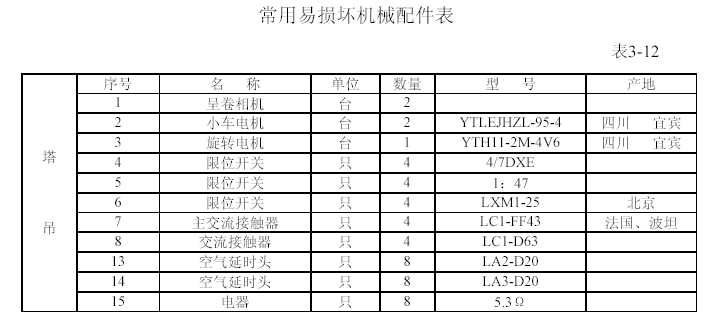 常用易损坏机械配件表
表3-12
塔吊
序号 名 称 单位 数量 型 号 产地
1 呈卷相机 台 2
2 小车电机 台 2 YTLEJHZL-95-4 四川 宜宾
3 旋转电机 台 1 YTH11-2M-4V6 四川 宜宾
4 限位开关 只 4 4/7DXE
5 限位开关 只 4 1：47
6 限位开关 只 4 LXM1-25 北京
7 主交流接触器 只 4 LC1-FF43 法国、波坦
8 交流接触器 只 4 LC1-D63
13 空气延时头 只 8 LA2-D20
14 空气延时头 只 8 LA3-D20
15 电器 只 8 5.3Ω